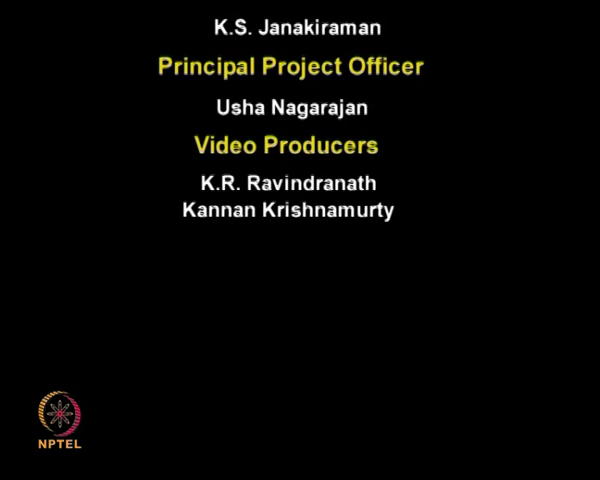 K.S. Janakiraman
Principal Project Officer
Usha Nagarajan
Video Producers
K.R. Ravindranath
Kannan Krishnamurty
NPTEL